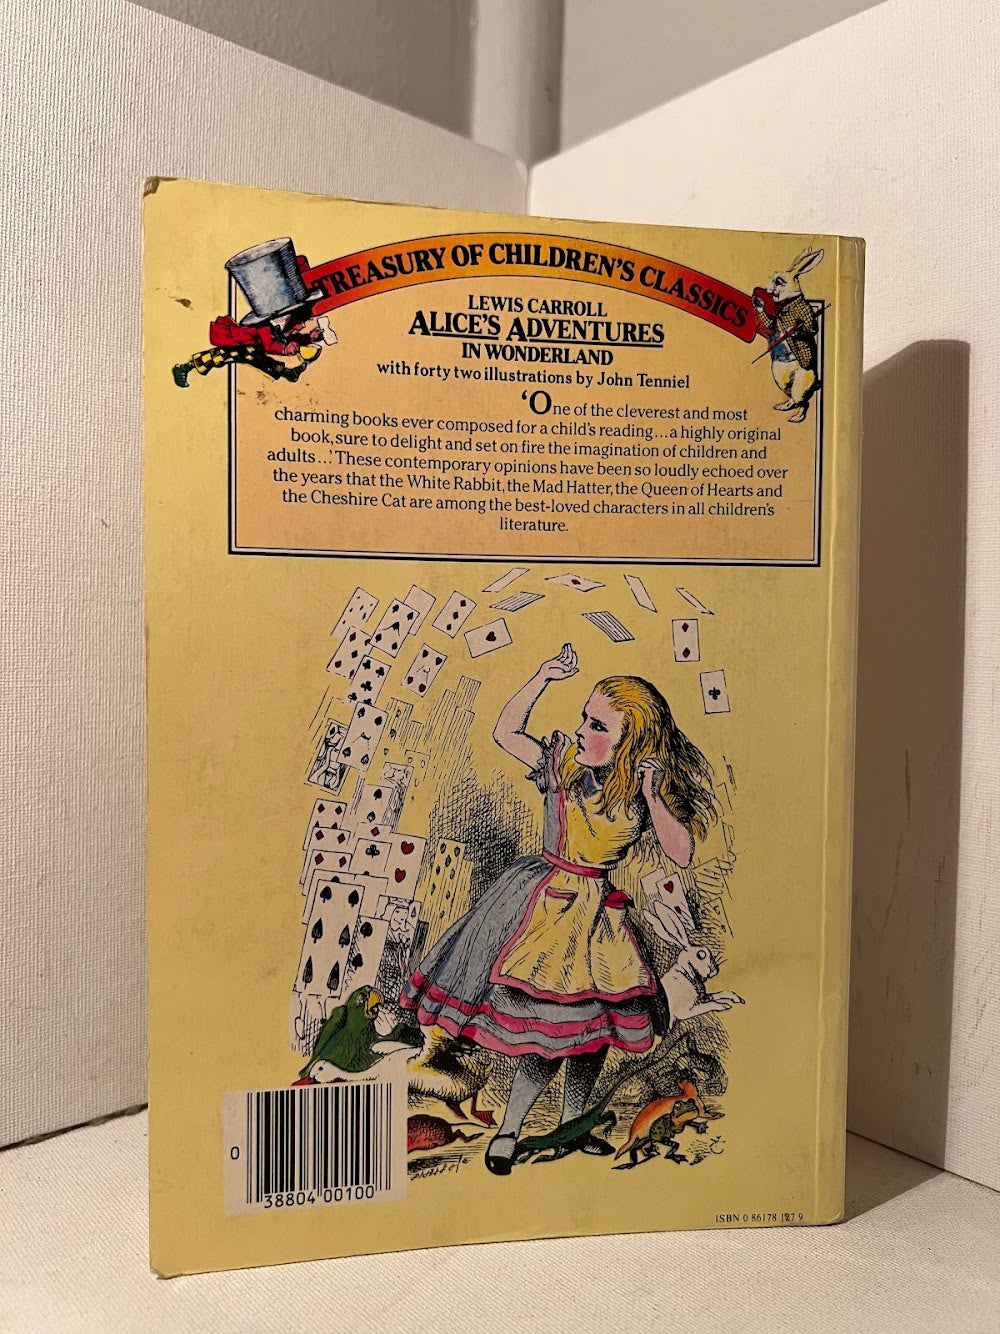 TREASURY OF CHILDREN'S CLASSICS
LEWIS CARROLL
ALICE'S ADVENTURES
IN WONDERLAND
with forty two illustrations by John Tenniel
‘One of the cleverest and most
charming books ever composed for a child's reading...a highly original
book, sure to delight and set on fire the imagination of children and
adults...’ These contemporary opinions have been so loudly echoed over
the years that the White Rabbit, the Mad Hatter, the Queen of Hearts and
the Cheshire Cat are among the best-loved characters in all children's
literature.
0
38804 00100
ISBN 0 86178 127 9